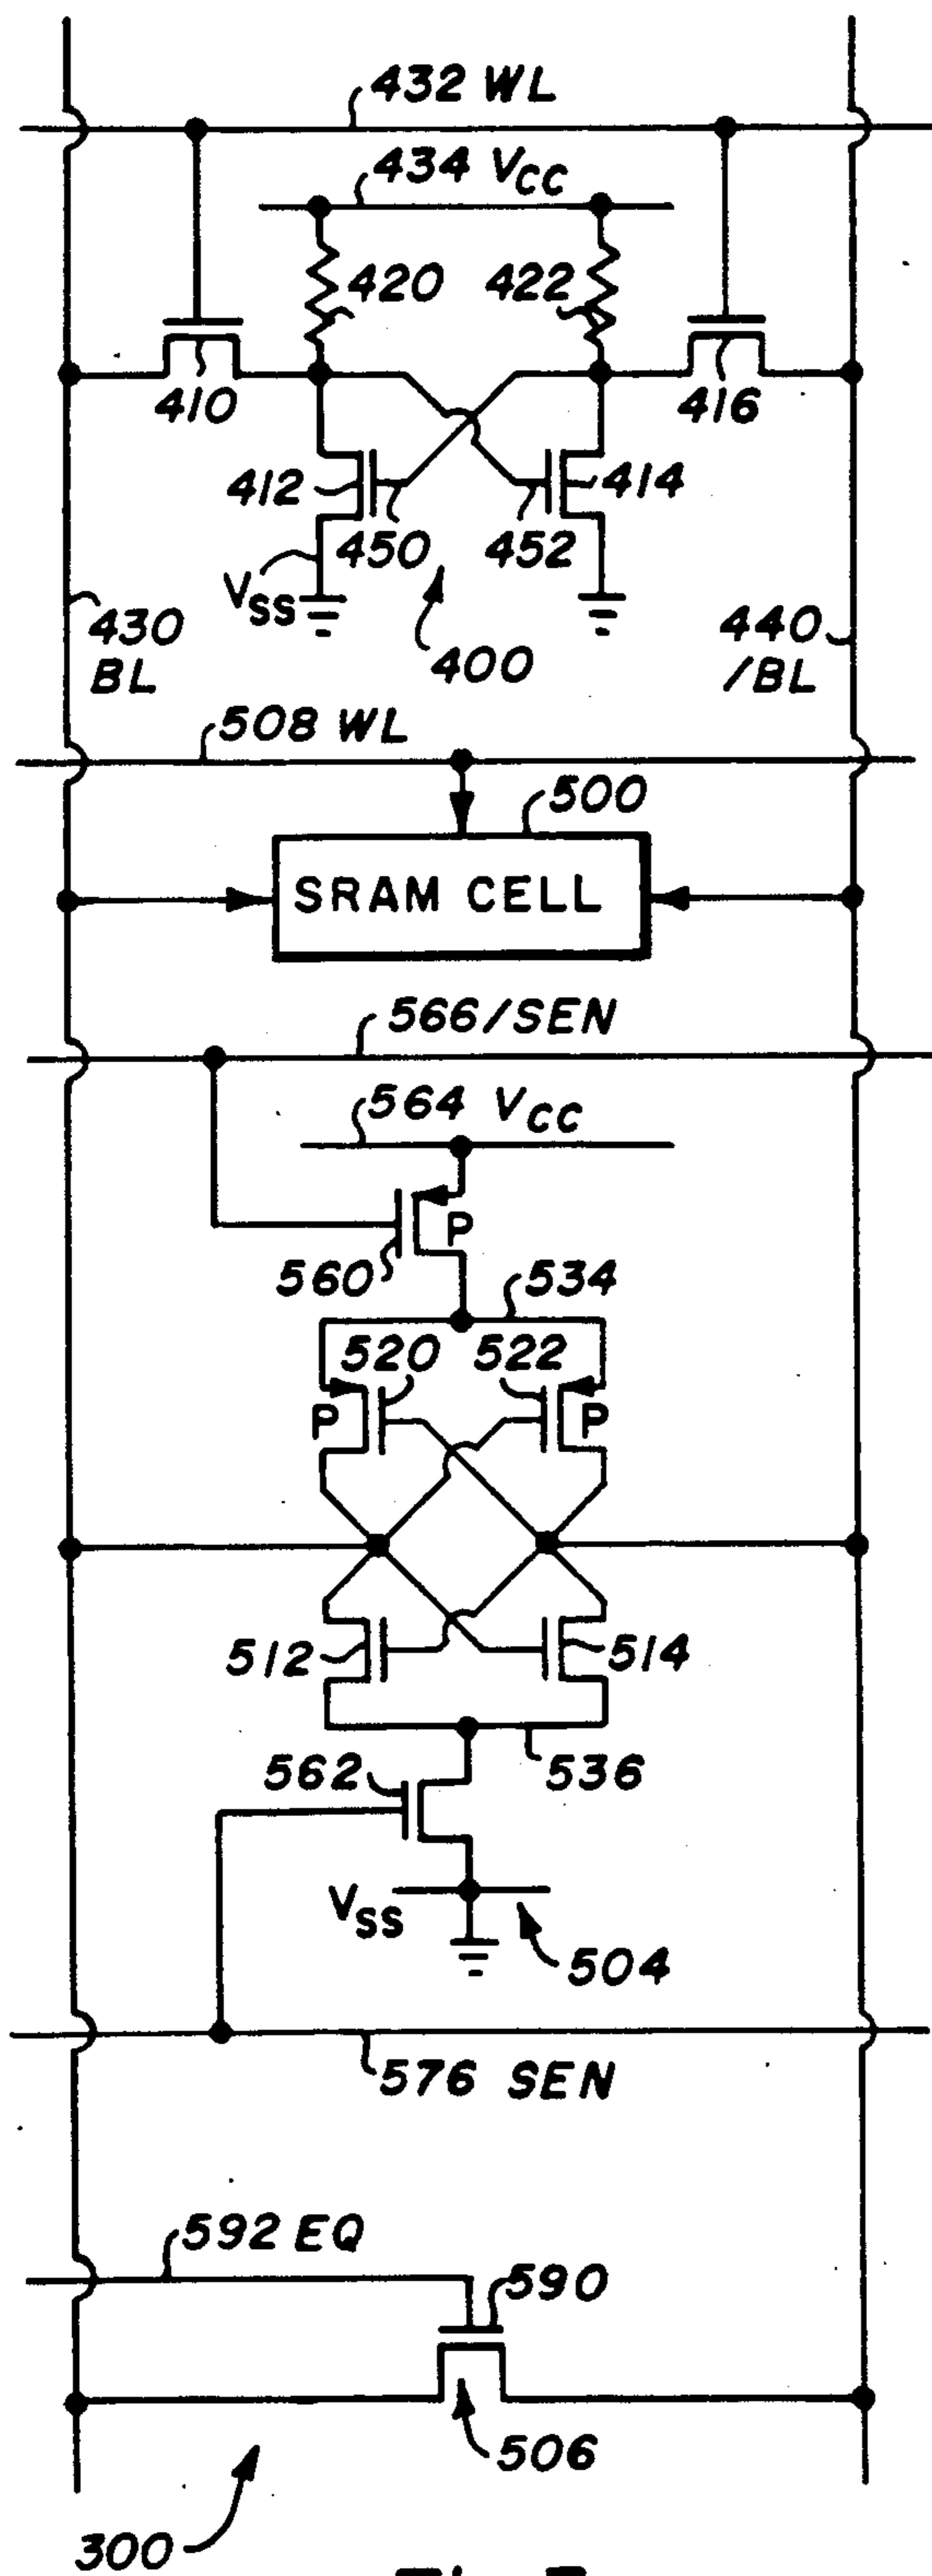 432 WL
434 VCC
420 422
410 416
412 414
450 452
VSS
430 BL
400
440 /BL
508 WL
500
SRAM CELL
566/SEN
564 VCC
P
560
534
520 522
P P
512 514
562
536
VSS
504
576 SEN
592 EQ
590
506
300